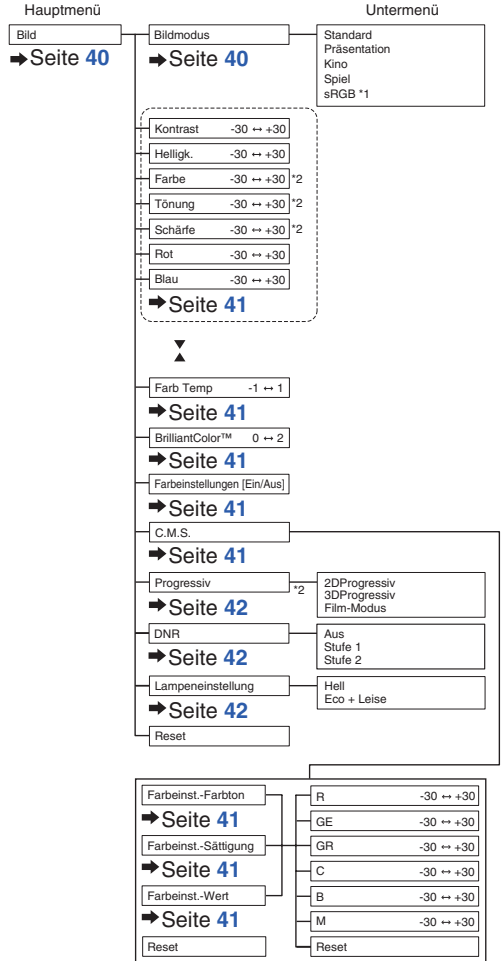 Hauptmenü
Untermenü
Bild
➡Seite 40
Bildmodus
➡Seite 40
Standard
Präsentation
Kino
Spiel
sRGB *1
Kontrast -30 ↔ +30
Helligk. -30 ↔ +30
Farbe -30 ↔ +30 *2
Tönung -30 ↔ +30 *2
Schärfe -30 ↔ +30 *2
Rot -30 ↔ +30
Blau -30 ↔ +30
➡Seite 41
Farb Temp -1 ↔ 1
➡Seite 41
BrilliantColor™ 0 ↔ 2
➡Seite 41
Farbeinstellungen [Ein/Aus]
➡Seite 41
C.M.S.
➡Seite 41
Progressiv *2
➡Seite 42
2DProgressiv
3DProgressiv
Film-Modus
DNR
➡Seite 42
Aus
Stufe 1
Stufe 2
Lampeneinstellung
➡Seite 42
Hell
Eco + Leise
Reset
Farbeinst.-Farbton
➡Seite 41
Farbeinst.-Sättigung
➡Seite 41
Farbeinst.-Wert
➡Seite 41
Reset
R -30 ↔ +30
GE -30 ↔ +30
GR -30 ↔ +30
C -30 ↔ +30
B -30 ↔ +30
M -30 ↔ +30
Reset